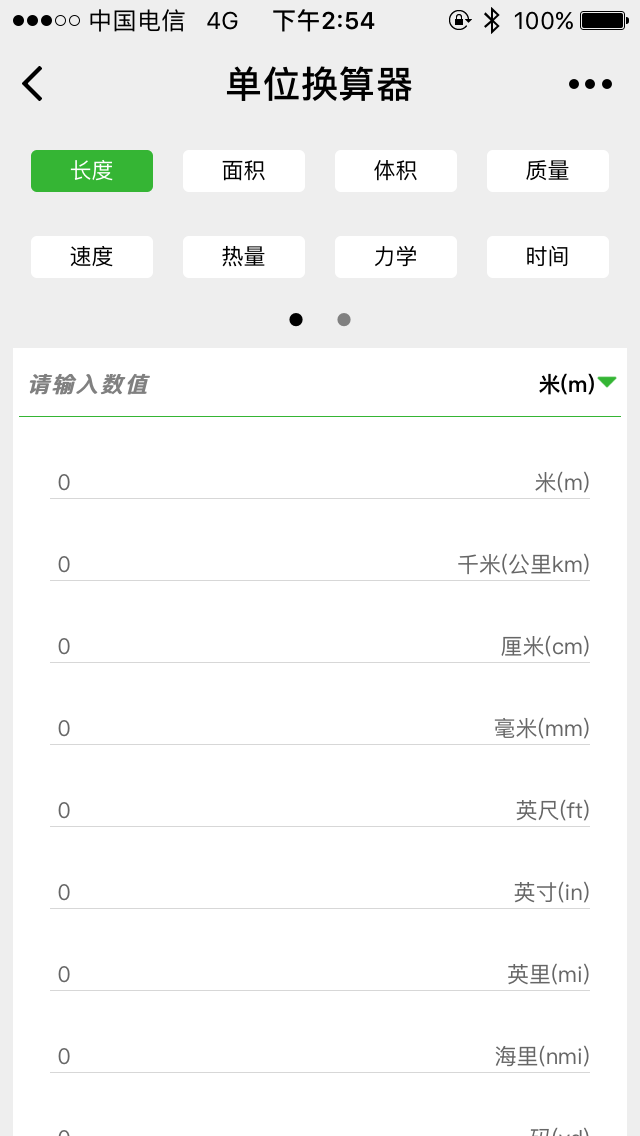 中国电信 4G 下午2:54 100%
单位换算器
长度 面积 体积 质量
速度 热量 力学 时间
请输入数值 米(m)
0 米(m)
0 千米(公里km)
0 厘米(cm)
0 毫米(mm)
0 英尺(ft)
0 英寸(in)
0 英里(mi)
0 海里(nmi)
0 码(yd)